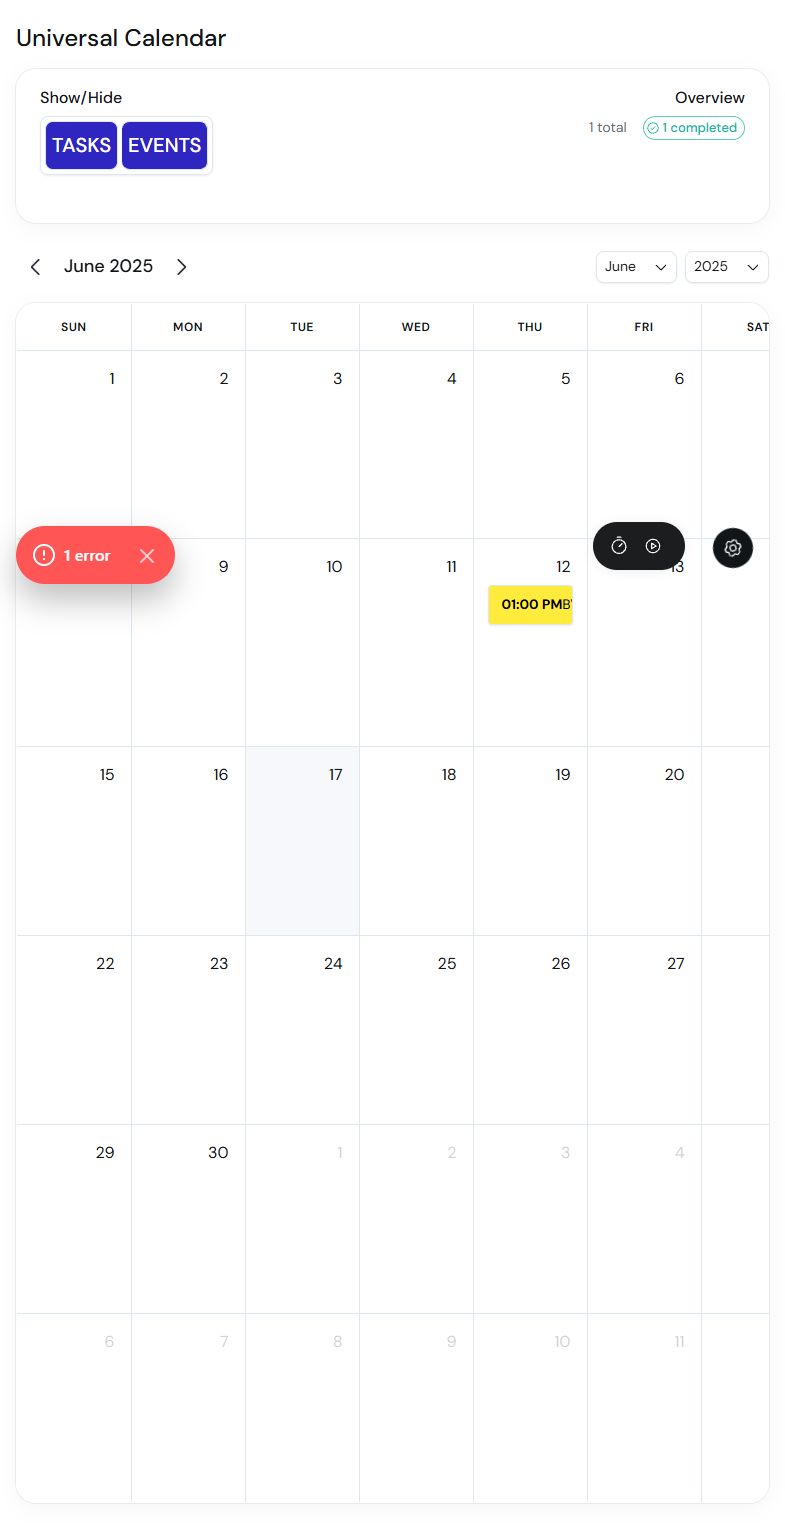 Universal Calendar
Show/Hide
Overview
TASKS EVENTS
1 total
1 completed
June 2025
June
2025
SUN MON TUE WED THU FRI SAT
1 2 3 4 5 6
1 error
9 10 11 12 13
01:00 PM
15 16 17 18 19 20
22 23 24 25 26 27
29 30 1 2 3 4
6 7 8 9 10 11